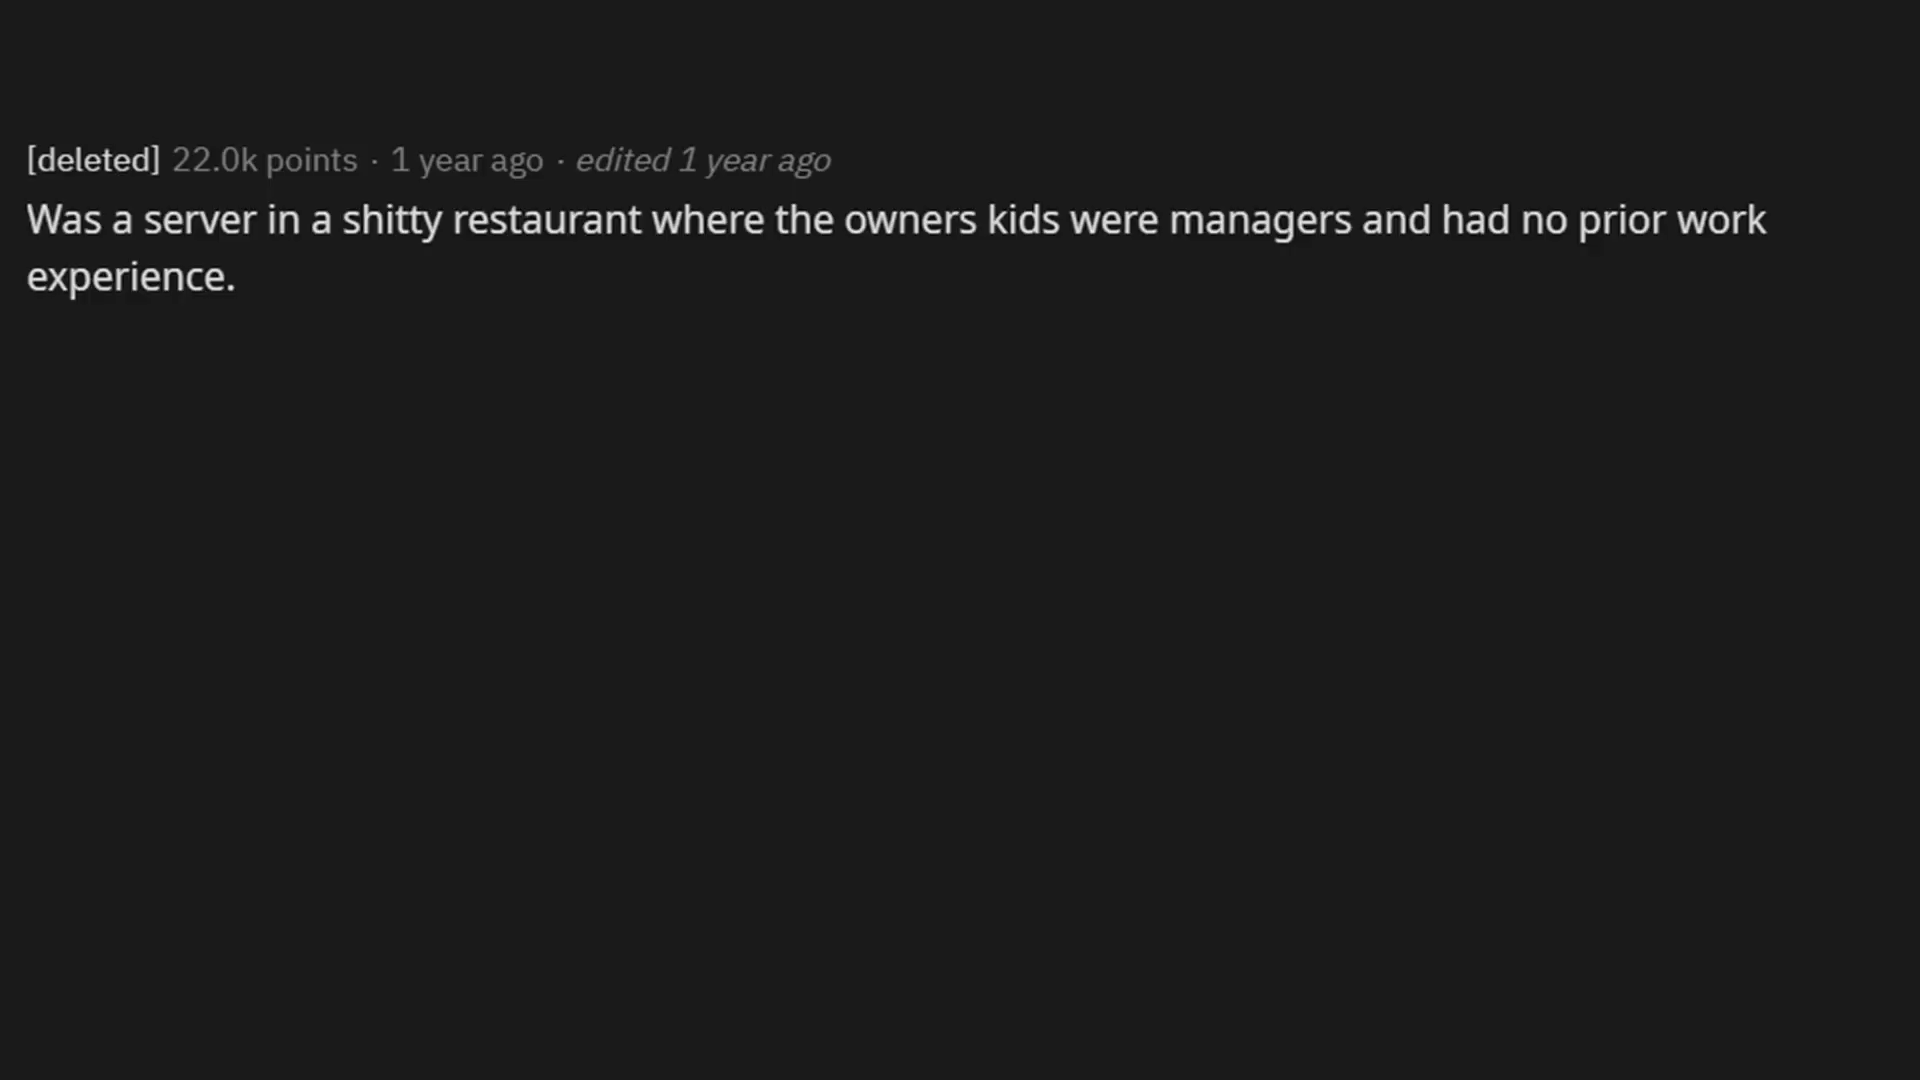 [deleted] 22.0k points · 1 year ago · edited 1 year ago
Was a server in a shitty restaurant where the owners kids were managers and had no prior work
experience.